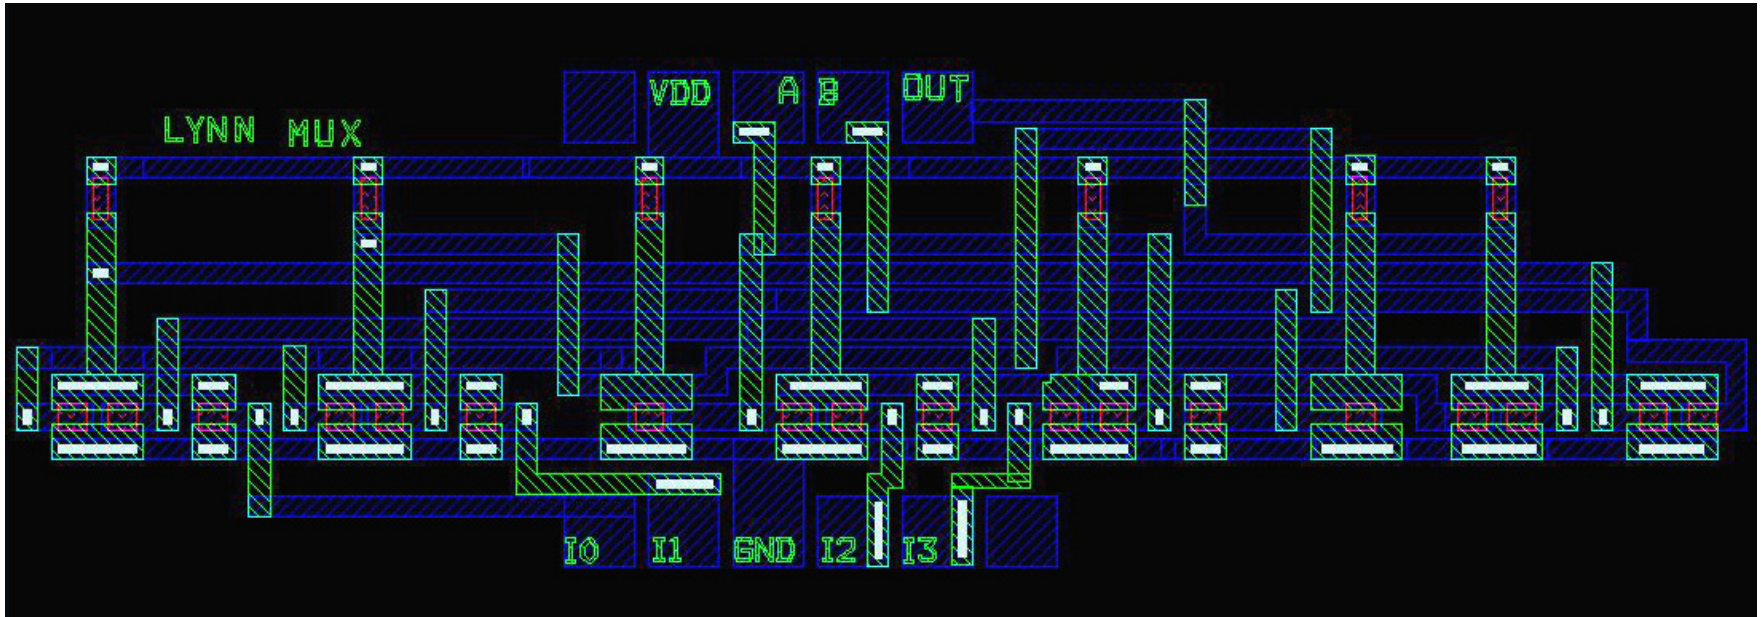 VDD A B OUT
LYNN MUX
I0 I1 GND I2 I3